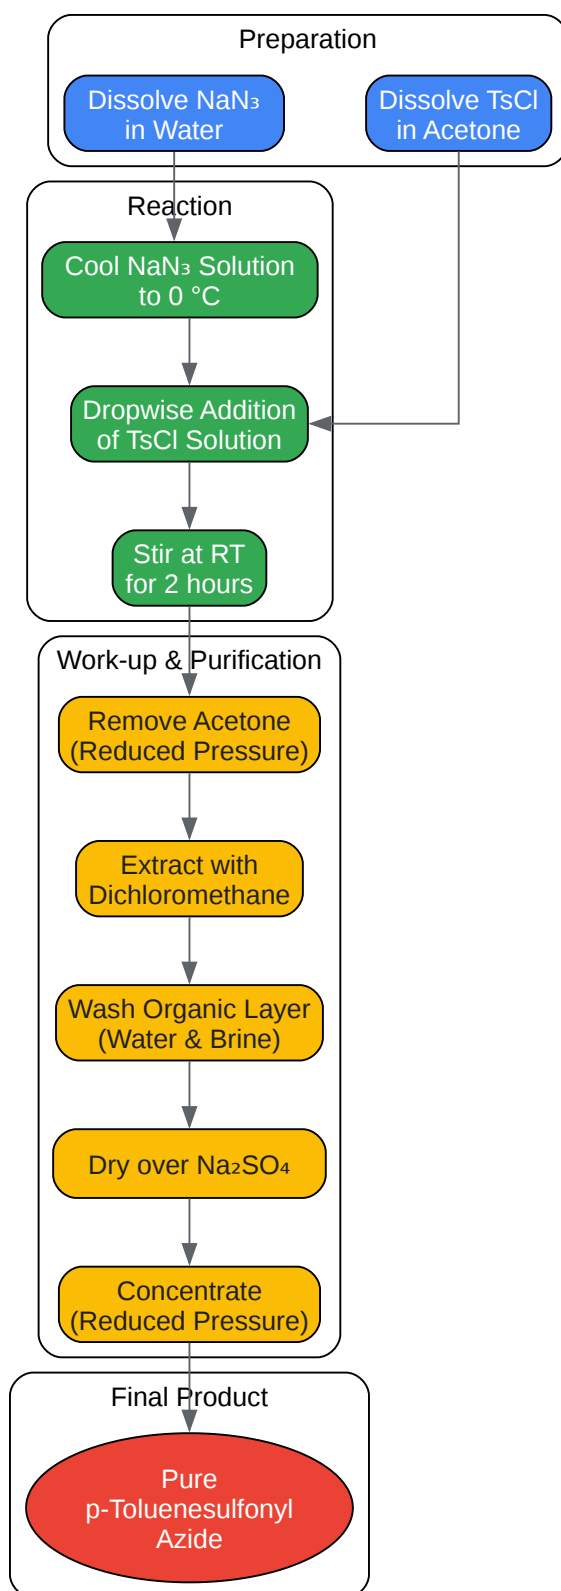 Preparation
Dissolve NaN₃
in Water
Dissolve TsCl
in Acetone
Reaction
Cool NaN₃ Solution
to 0 °C
Dropwise Addition
of TsCl Solution
Stir at RT
for 2 hours
Work-up & Purification
Remove Acetone
(Reduced Pressure)
Extract with
Dichloromethane
Wash Organic Layer
(Water & Brine)
Dry over Na₂SO₄
Concentrate
(Reduced Pressure)
Final Product
Pure
p-Toluenesulfonyl
Azide